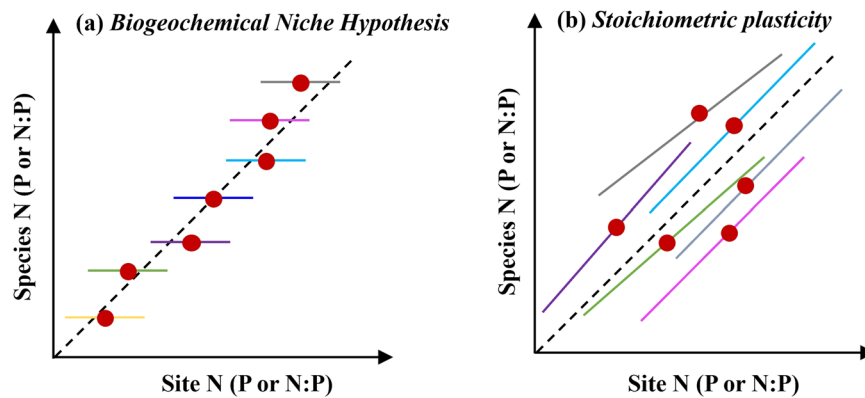 (a) Biogeochemical Niche Hypothesis
Species N (P or N:P)
Site N (P or N:P)
(b) Stoichiometric plasticity
Species N (P or N:P)
Site N (P or N:P)